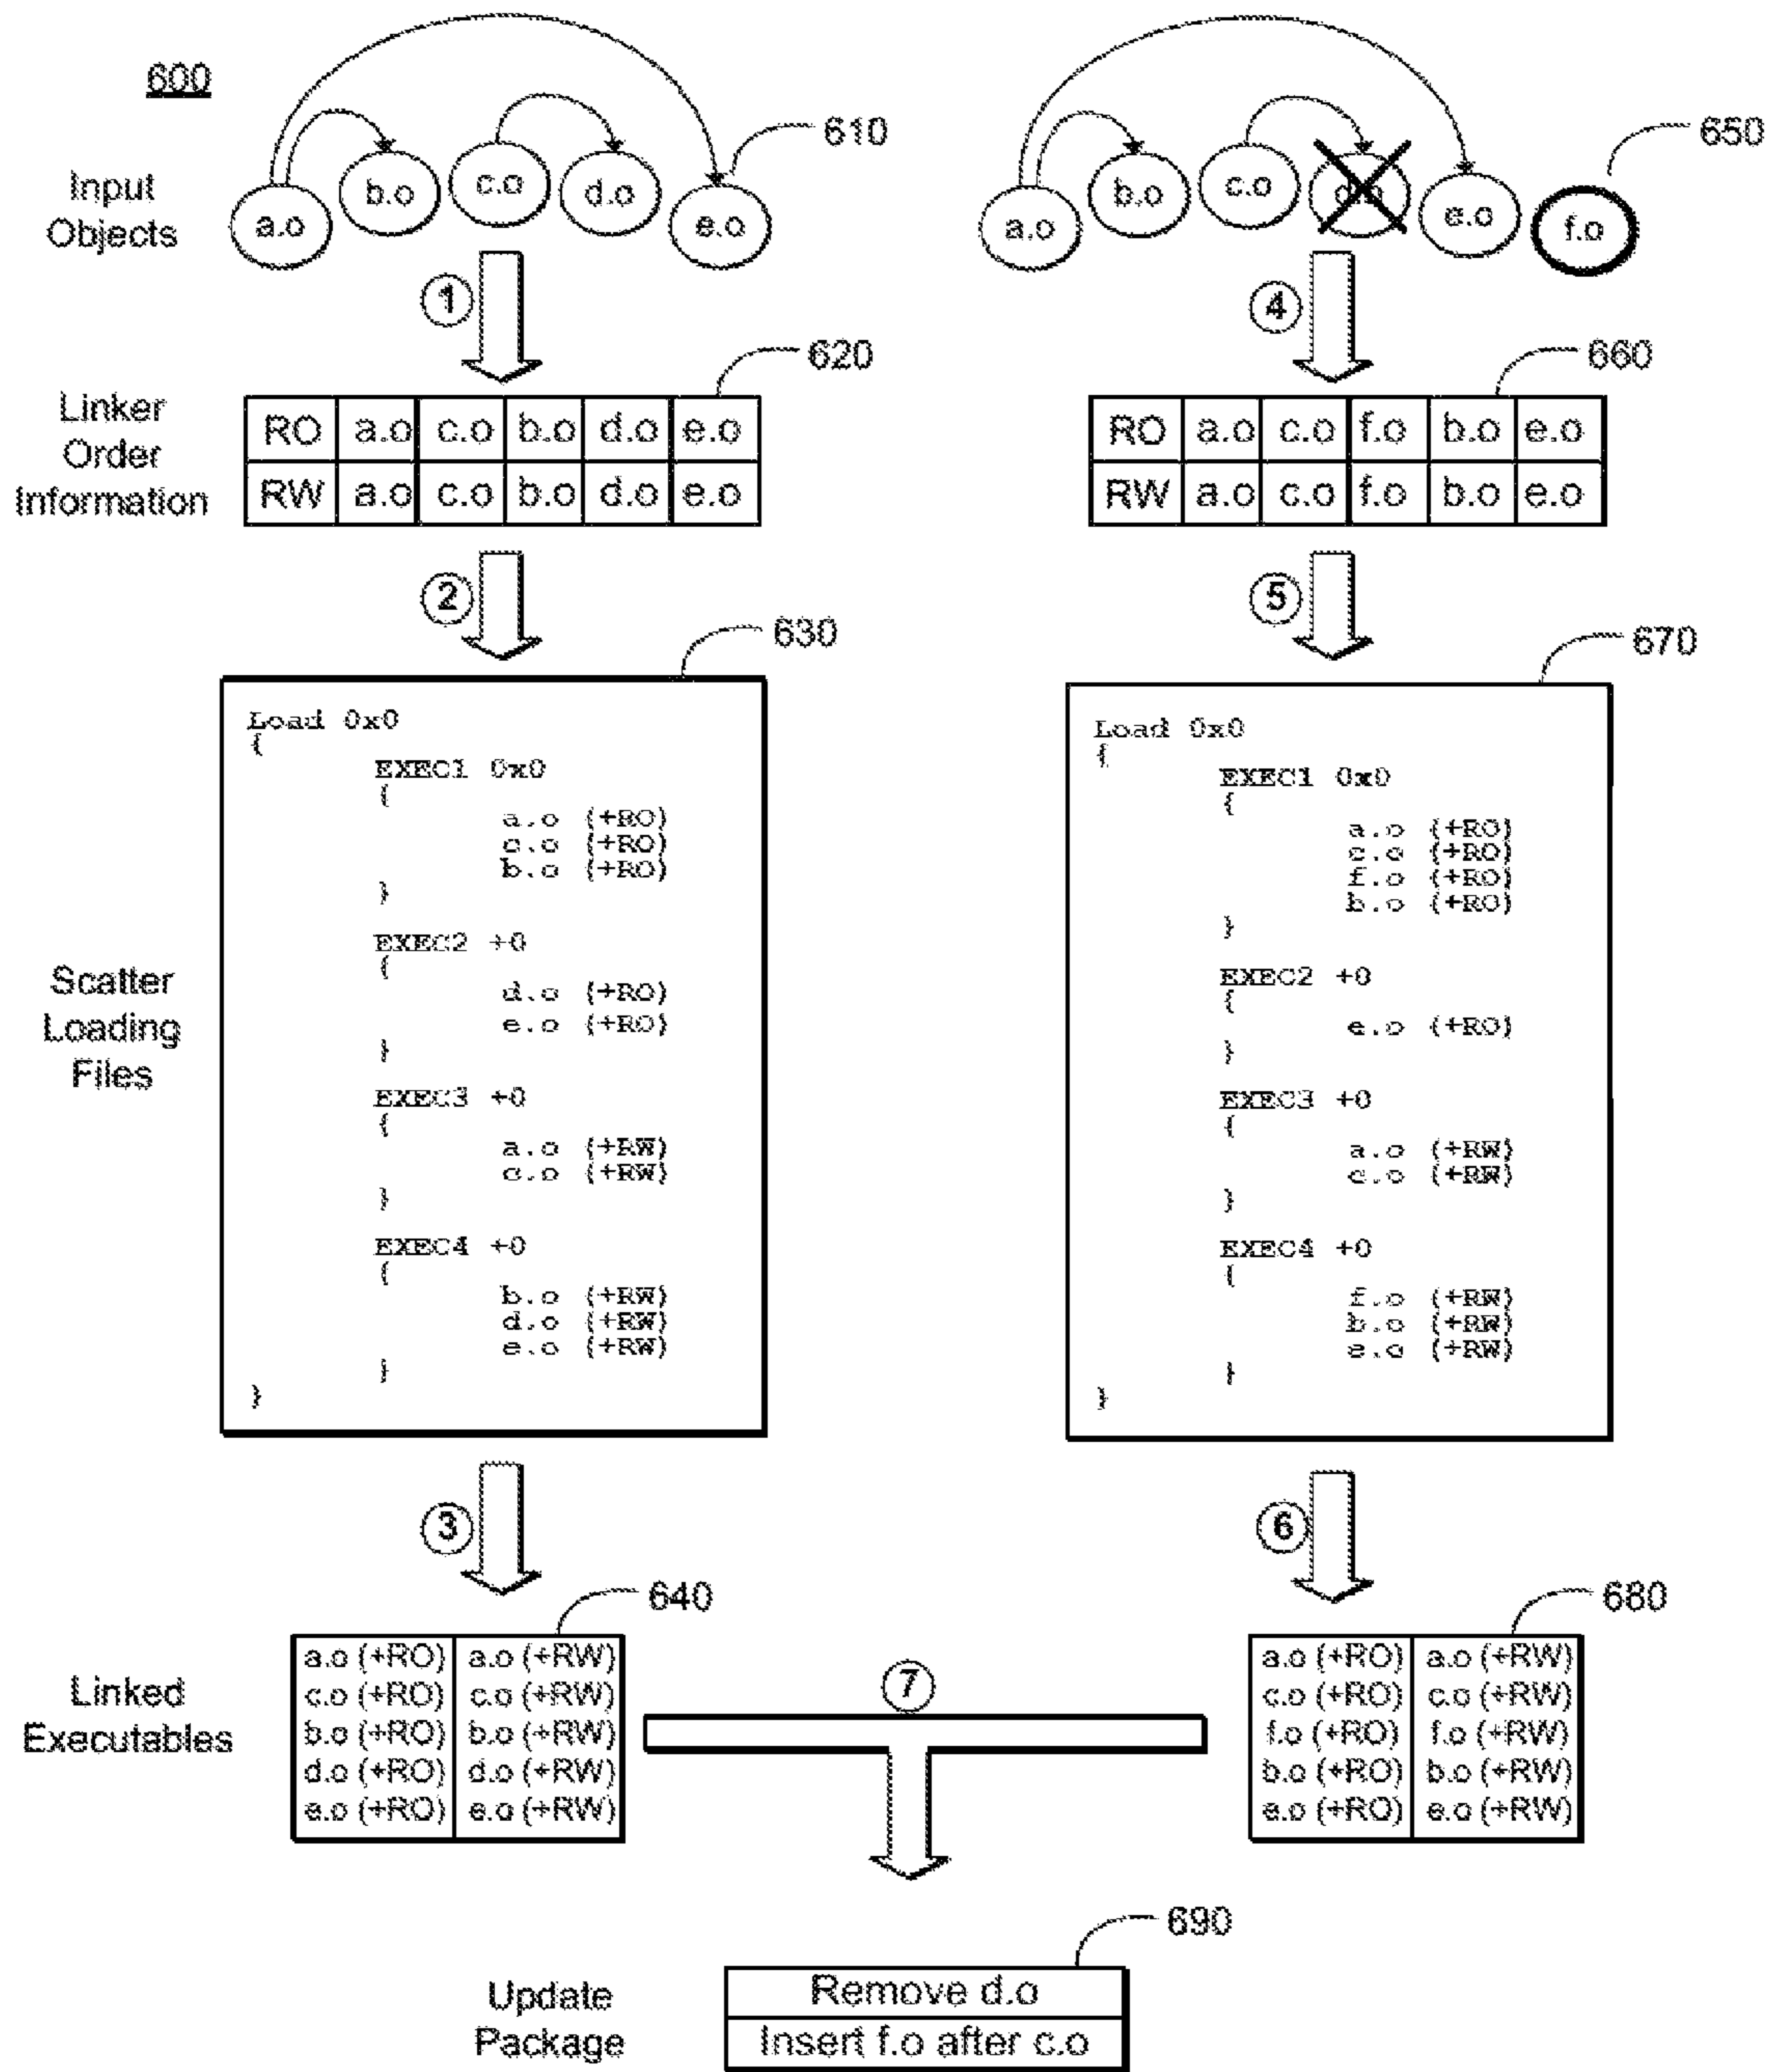 600
610
650
Input
Objects
a.o
b.o
c.o
d.o
e.o
a.o
b.o
c.o
d.o
e.o
f.o
1
4
620
660
Linker
Order
Information
RO a.o c.o b.o d.o e.o
RW a.o c.o b.o d.o e.o
RO a.o c.o f.o b.o e.o
RW a.o c.o f.o b.o e.o
2
5
630
670
Scatter
Loading
Files
Load 0x0
{
EXEC1 0x0
{
a.o (+RO)
c.o (+RO)
b.o (+RO)
}
EXEC2 +0
{
d.o (+RO)
e.o (+RO)
}
EXEC3 +0
{
a.o (+RW)
c.o (+RW)
}
EXEC4 +0
{
b.o (+RW)
d.o (+RW)
e.o (+RW)
}
}
Load 0x0
{
EXEC1 0x0
{
a.o (+RO)
c.o (+RO)
f.o (+RO)
b.o (+RO)
}
EXEC2 +0
{
e.o (+RO)
}
EXEC3 +0
{
a.o (+RW)
c.o (+RW)
}
EXEC4 +0
{
f.o (+RW)
b.o (+RW)
e.o (+RW)
}
}
3
6
640
680
Linked
Executables
a.o (+RO) a.o (+RW)
c.o (+RO) c.o (+RW)
b.o (+RO) b.o (+RW)
d.o (+RO) d.o (+RW)
e.o (+RO) e.o (+RW)
7
a.o (+RO) a.o (+RW)
c.o (+RO) c.o (+RW)
f.o (+RO) f.o (+RW)
b.o (+RO) b.o (+RW)
e.o (+RO) e.o (+RW)
690
Update
Package
Remove d.o
Insert f.o after c.o